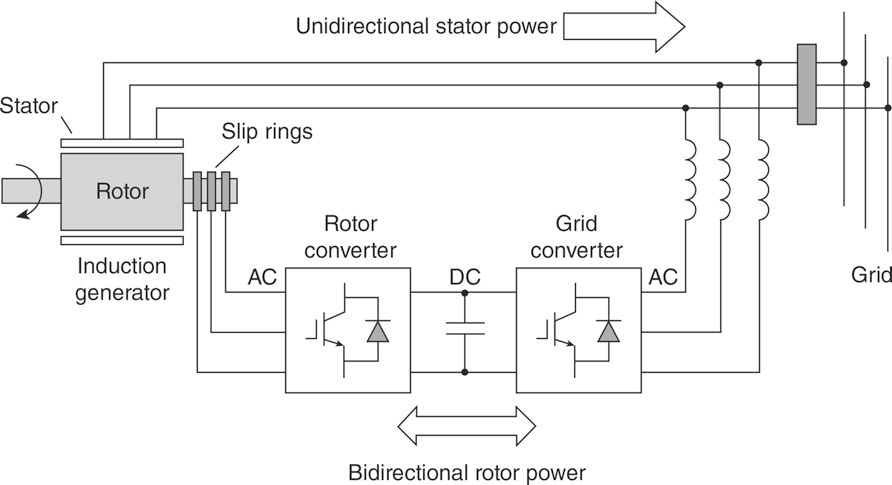 Unidirectional stator power
Stator
Slip rings
Rotor
Rotor
converter
Grid
converter
Induction
generator
AC
DC
AC
Grid
Bidirectional rotor power